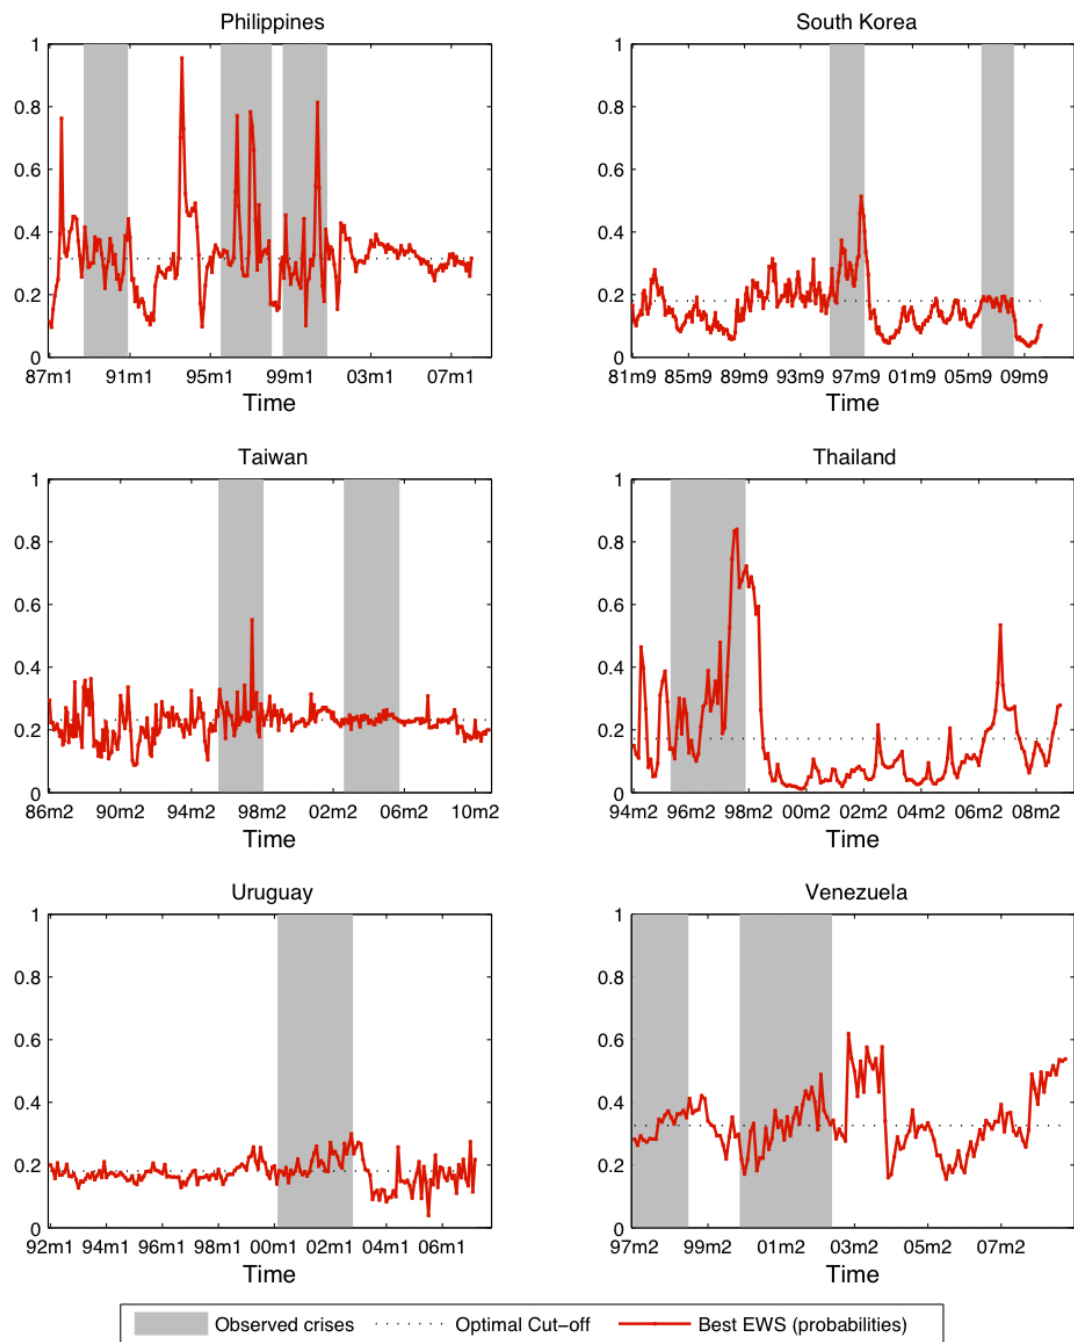 Philippines
1
0.8
0.6
0.4
0.2
0
87m1 91m1 95m1 99m1 03m1 07m1
Time
South Korea
1
0.8
0.6
0.4
0.2
0
81m9 85m9 89m9 93m9 97m9 01m9 05m9 09m9
Time
Taiwan
1
0.8
0.6
0.4
0.2
0
86m2 90m2 94m2 98m2 02m2 06m2 10m2
Time
Thailand
1
0.8
0.6
0.4
0.2
0
94m2 96m2 98m2 00m2 02m2 04m2 06m2 08m2
Time
Uruguay
1
0.8
0.6
0.4
0.2
0
92m1 94m1 96m1 98m1 00m1 02m1 04m1 06m1
Time
Venezuela
1
0.8
0.6
0.4
0.2
0
97m2 99m2 01m2 03m2 05m2 07m2
Time
Observed crises Optimal Cut-off Best EWS (probabilities)